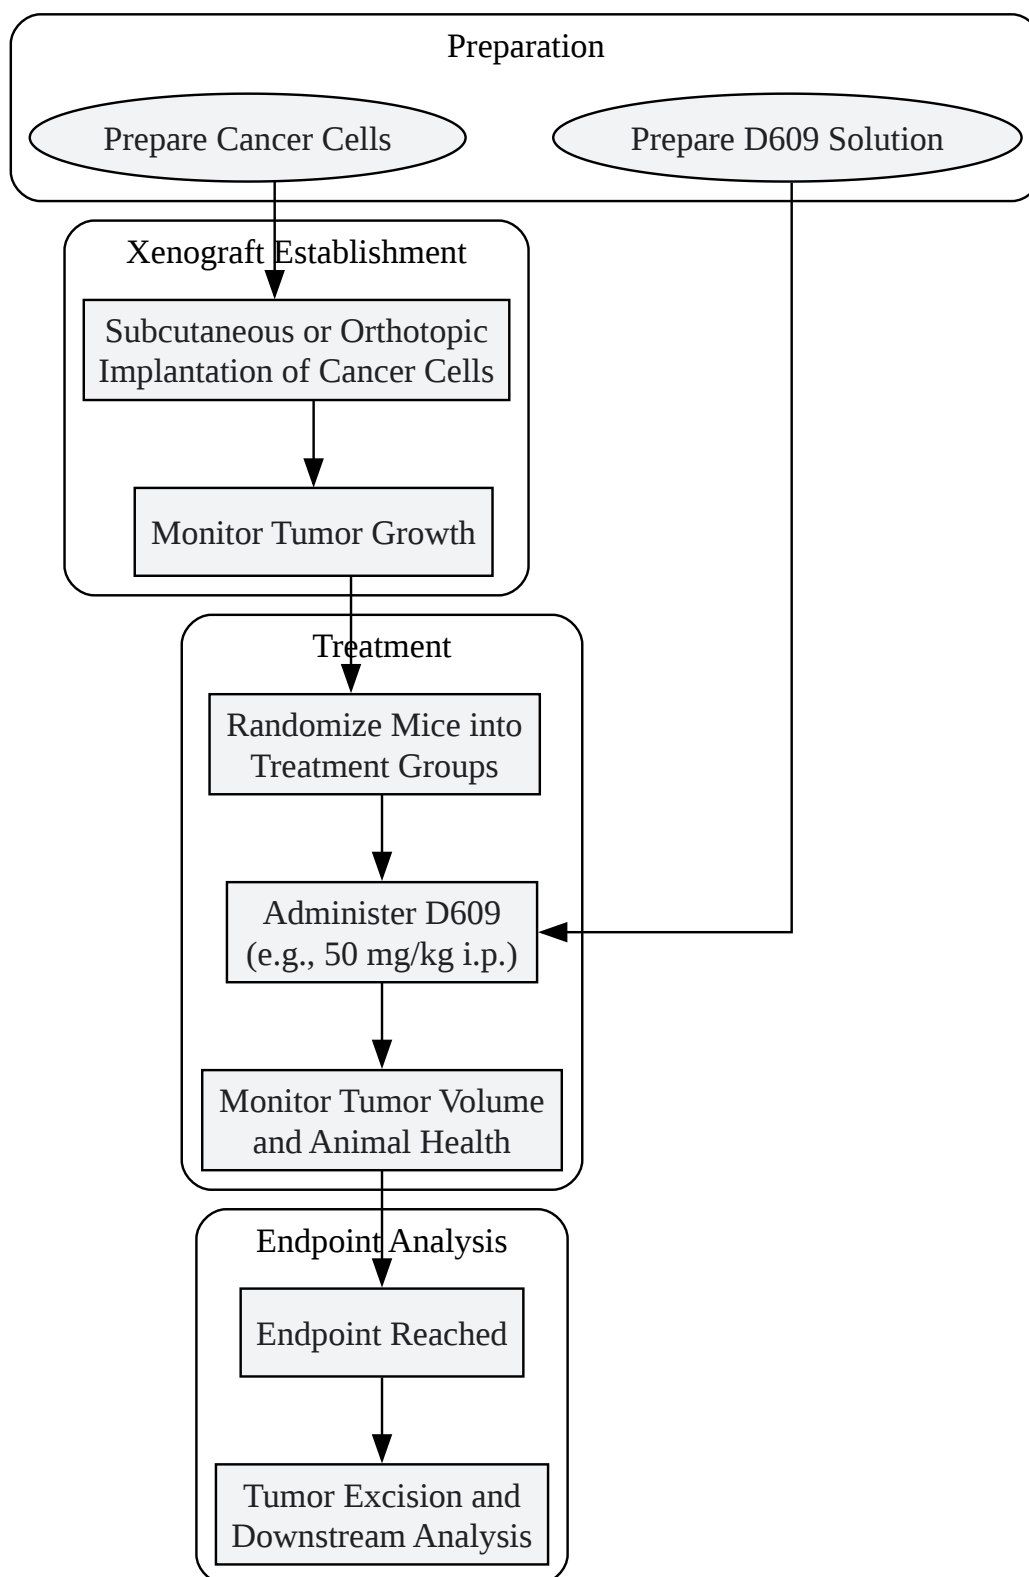 Preparation
Prepare Cancer Cells
Prepare D609 Solution
Xenograft Establishment
Subcutaneous or Orthotopic
Implantation of Cancer Cells
Monitor Tumor Growth
Treatment
Randomize Mice into
Treatment Groups
Administer D609
(e.g., 50 mg/kg i.p.)
Monitor Tumor Volume
and Animal Health
Endpoint Analysis
Endpoint Reached
Tumor Excision and
Downstream Analysis